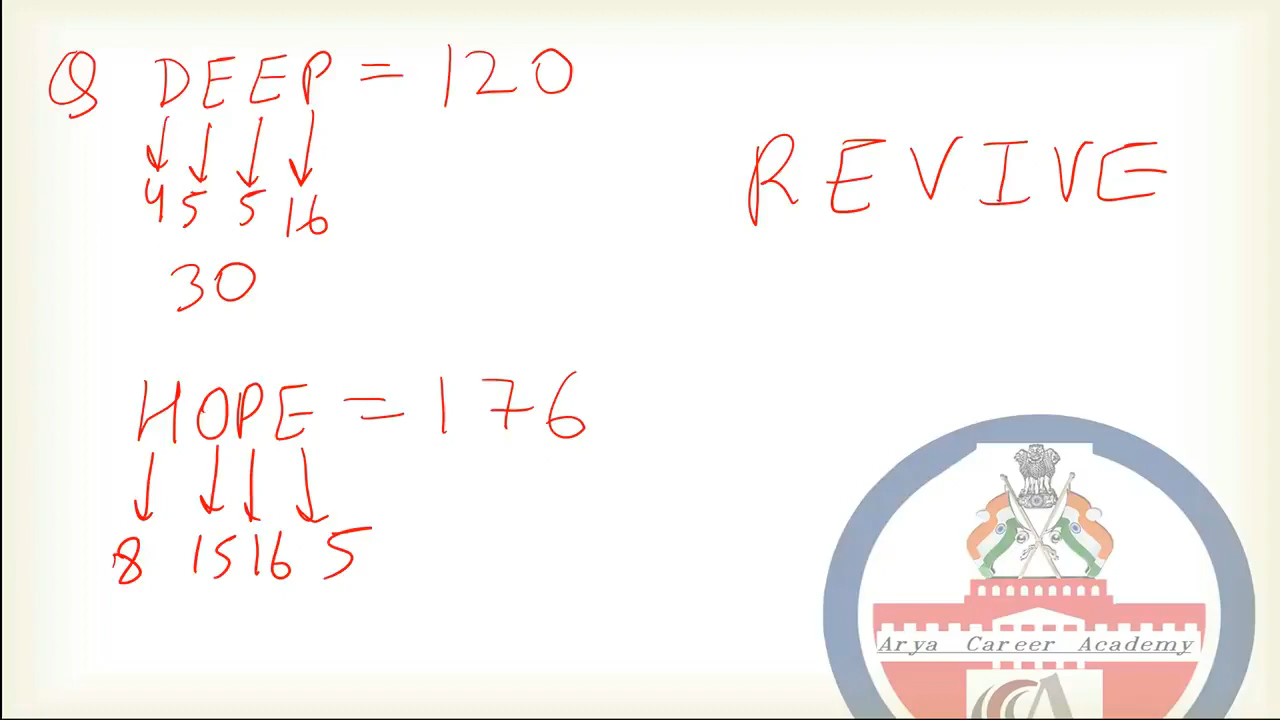 Q DEEP = 120
4 5 5 16
30
REVIVE
HOPE = 176
8 15 16 5
Arya Career Academy